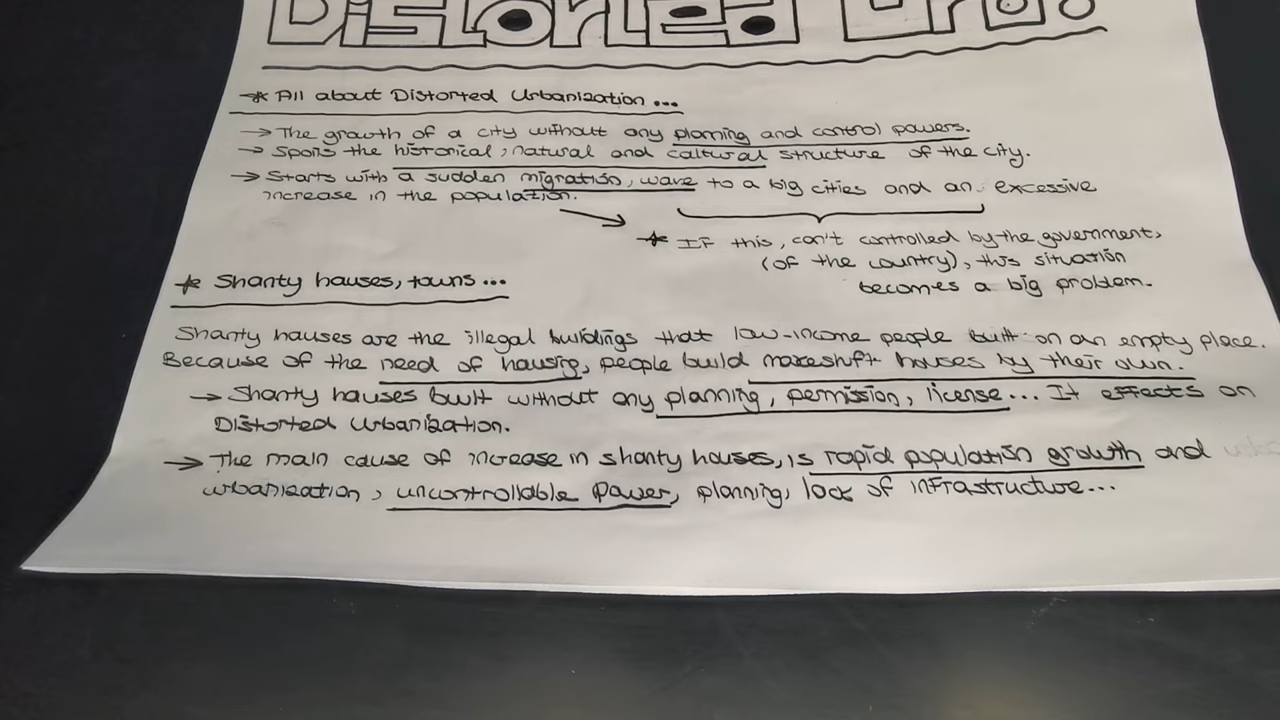 Distorted Urb.
* All about Distorted Urbanization...
→ The growth of a city without any planning and control powers.
→ Spoils the historical, natural and caltural structure of the city.
→ Starts with a sudden migration, wave to a big cities and an excessive
increase in the population.
* If this, can't controlled by the government,
(of the country), this situation
becomes a big problem.
* Shanty houses, towns...
Shanty houses are the illegal buildings that low-income people built on an empty place.
Because of the need of housing, people build makeshift houses by their own.
→ Shanty houses built without any planning, permission, license... It effects on
Distorted Urbanization.
→ The main cause of increase in shanty houses, is rapid population growth and
urbanization, uncontrollable power, planning, lack of infrastructure...